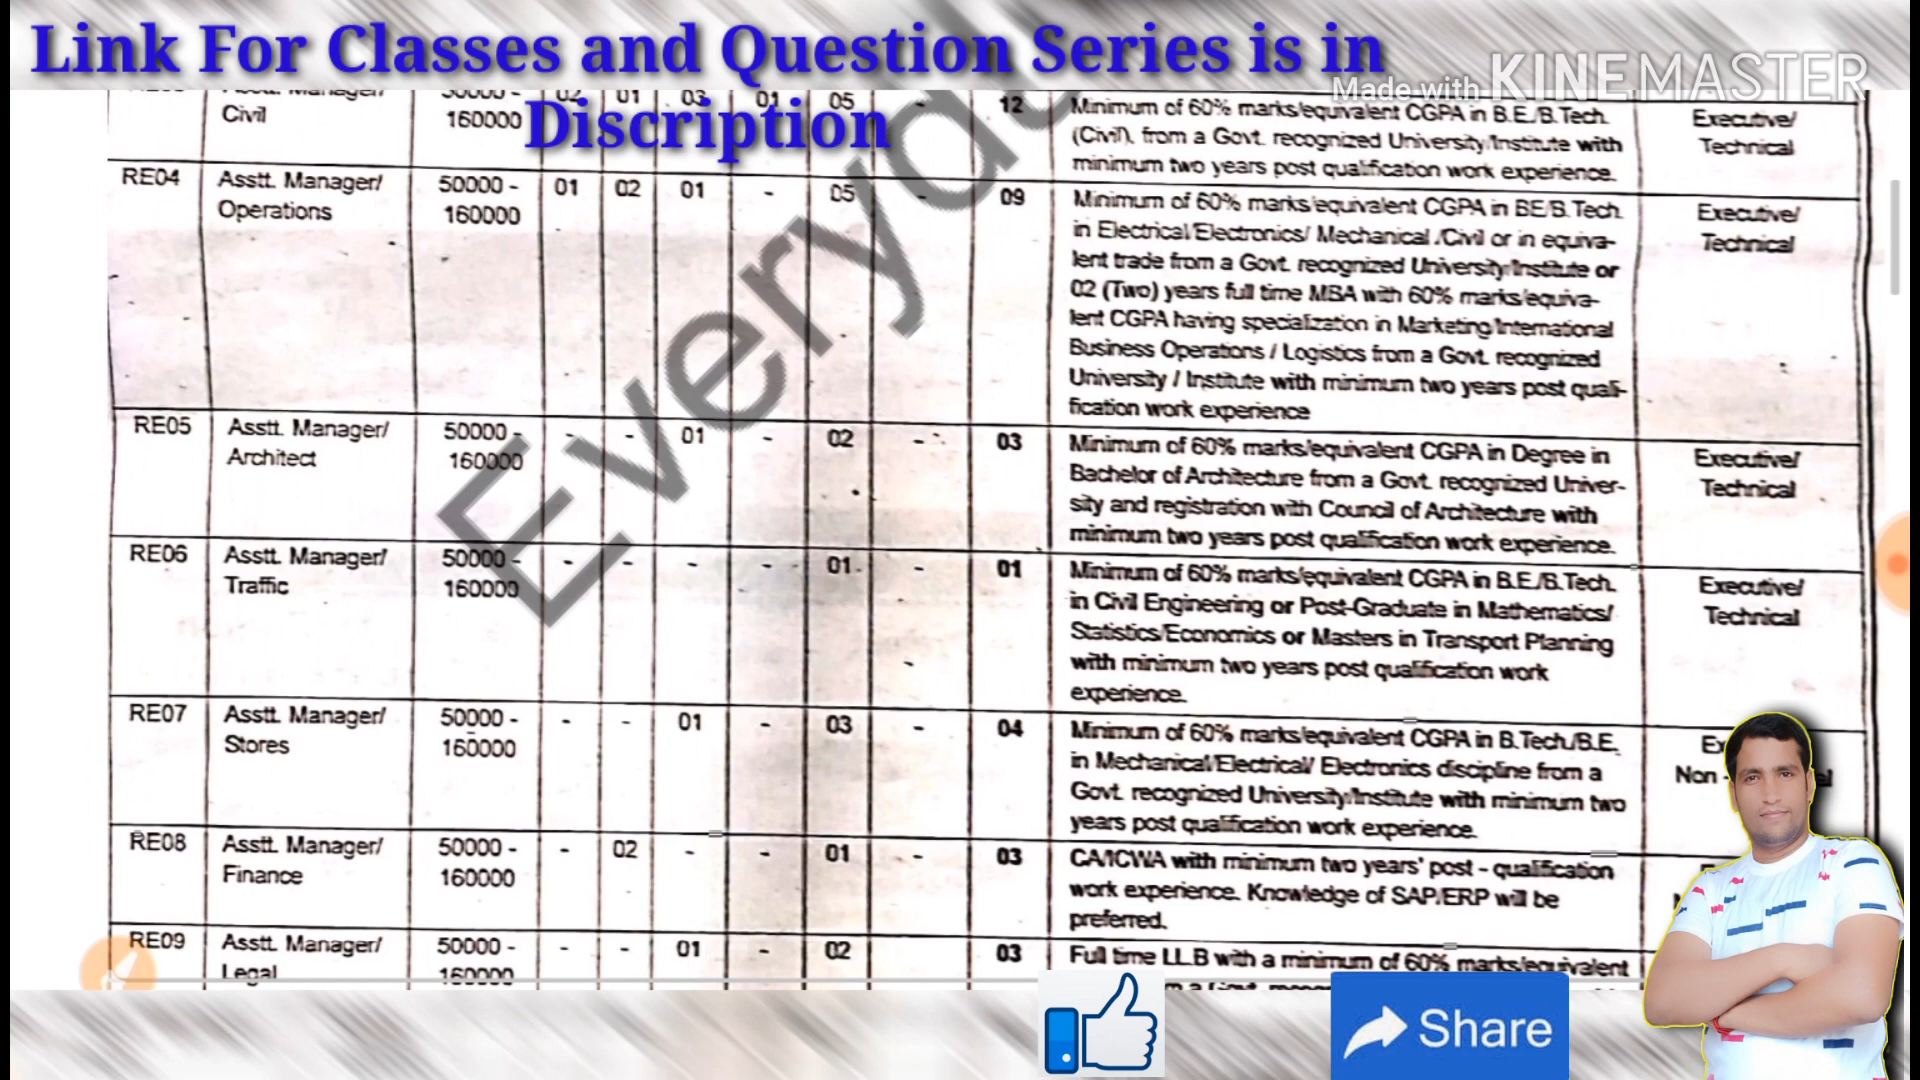 Link For Classes and Question Series is in
Discription
Made with KINEMASTER
Asstt. Manager/ 50000 - 02 01 03 01 05 - 12 Minimum of 60% marks/equivalent CGPA in B.E./B.Tech. Executive/
Civil 160000 (Civil), from a Govt. recognized University/Institute with Technical
minimum two years post qualification work experience.
RE04 Asstt. Manager/ 50000 - 01 02 01 - 05 - 09 Minimum of 60% marks/equivalent CGPA in BE/B.Tech. Executive/
Operations 160000 in Electrical/Electronics/ Mechanical /Civil or in equiva- Technical
lent trade from a Govt. recognized University/Institute or
02 (Two) years full time MBA with 60% marks/equiva-
lent CGPA having specialization in Marketing/International
Business Operations / Logistics from a Govt. recognized
University / Institute with minimum two years post quali-
fication work experience
RE05 Asstt. Manager/ 50000 - - - 01 - 02 - 03 Minimum of 60% marks/equivalent CGPA in Degree in Executive/
Architect 160000 Bachelor of Architecture from a Govt. recognized Univer- Technical
sity and registration with Council of Architecture with
minimum two years post qualification work experience.
RE06 Asstt. Manager/ 50000 - - - - - 01 - 01 Minimum of 60% marks/equivalent CGPA in B.E./B.Tech. Executive/
Traffic 160000 in Civil Engineering or Post-Graduate in Mathematics/ Technical
Statistics/Economics or Masters in Transport Planning
with minimum two years post qualification work
experience.
RE07 Asstt. Manager/ 50000 - - - 01 - 03 - 04 Minimum of 60% marks/equivalent CGPA in B.Tech./B.E.
Stores 160000 in Mechanical/Electrical/ Electronics discipline from a Non -
Govt. recognized University/Institute with minimum two
years post qualification work experience.
RE08 Asstt. Manager/ 50000 - - 02 - - 01 - 03 CA/ICWA with minimum two years' post - qualification
Finance 160000 work experience. Knowledge of SAP/ERP will be
preferred.
RE09 Asstt. Manager/ 50000 - - - 01 - 02 03 Full time LLB with a minimum of 60% marks/equivalent
Legal 160000
Share